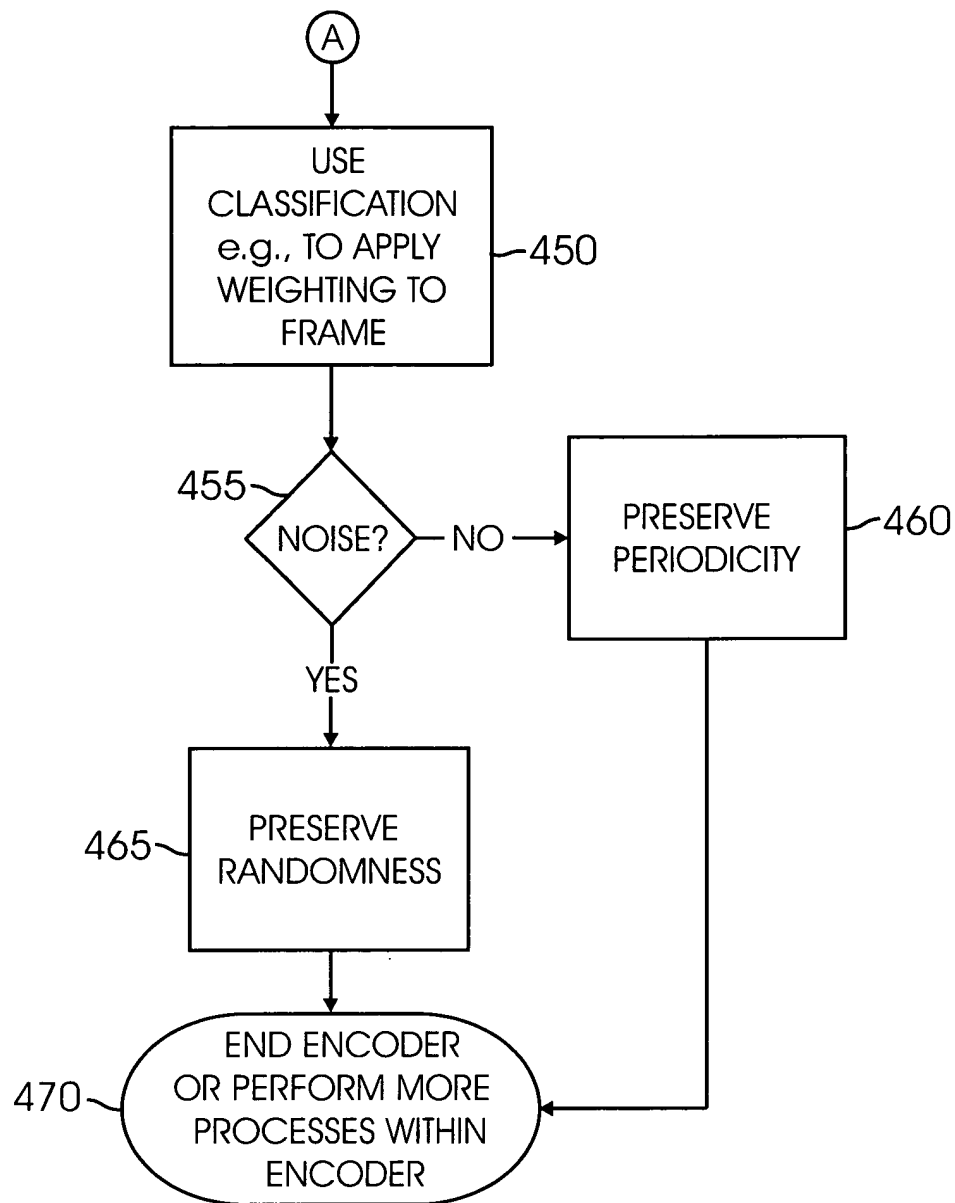 A
USE
CLASSIFICATION
e.g., TO APPLY
WEIGHTING TO
FRAME
450
455
NOISE?
NO
PRESERVE
PERIODICITY
460
YES
PRESERVE
RANDOMNESS
465
END ENCODER
OR PERFORM MORE
PROCESSES WITHIN
ENCODER
470